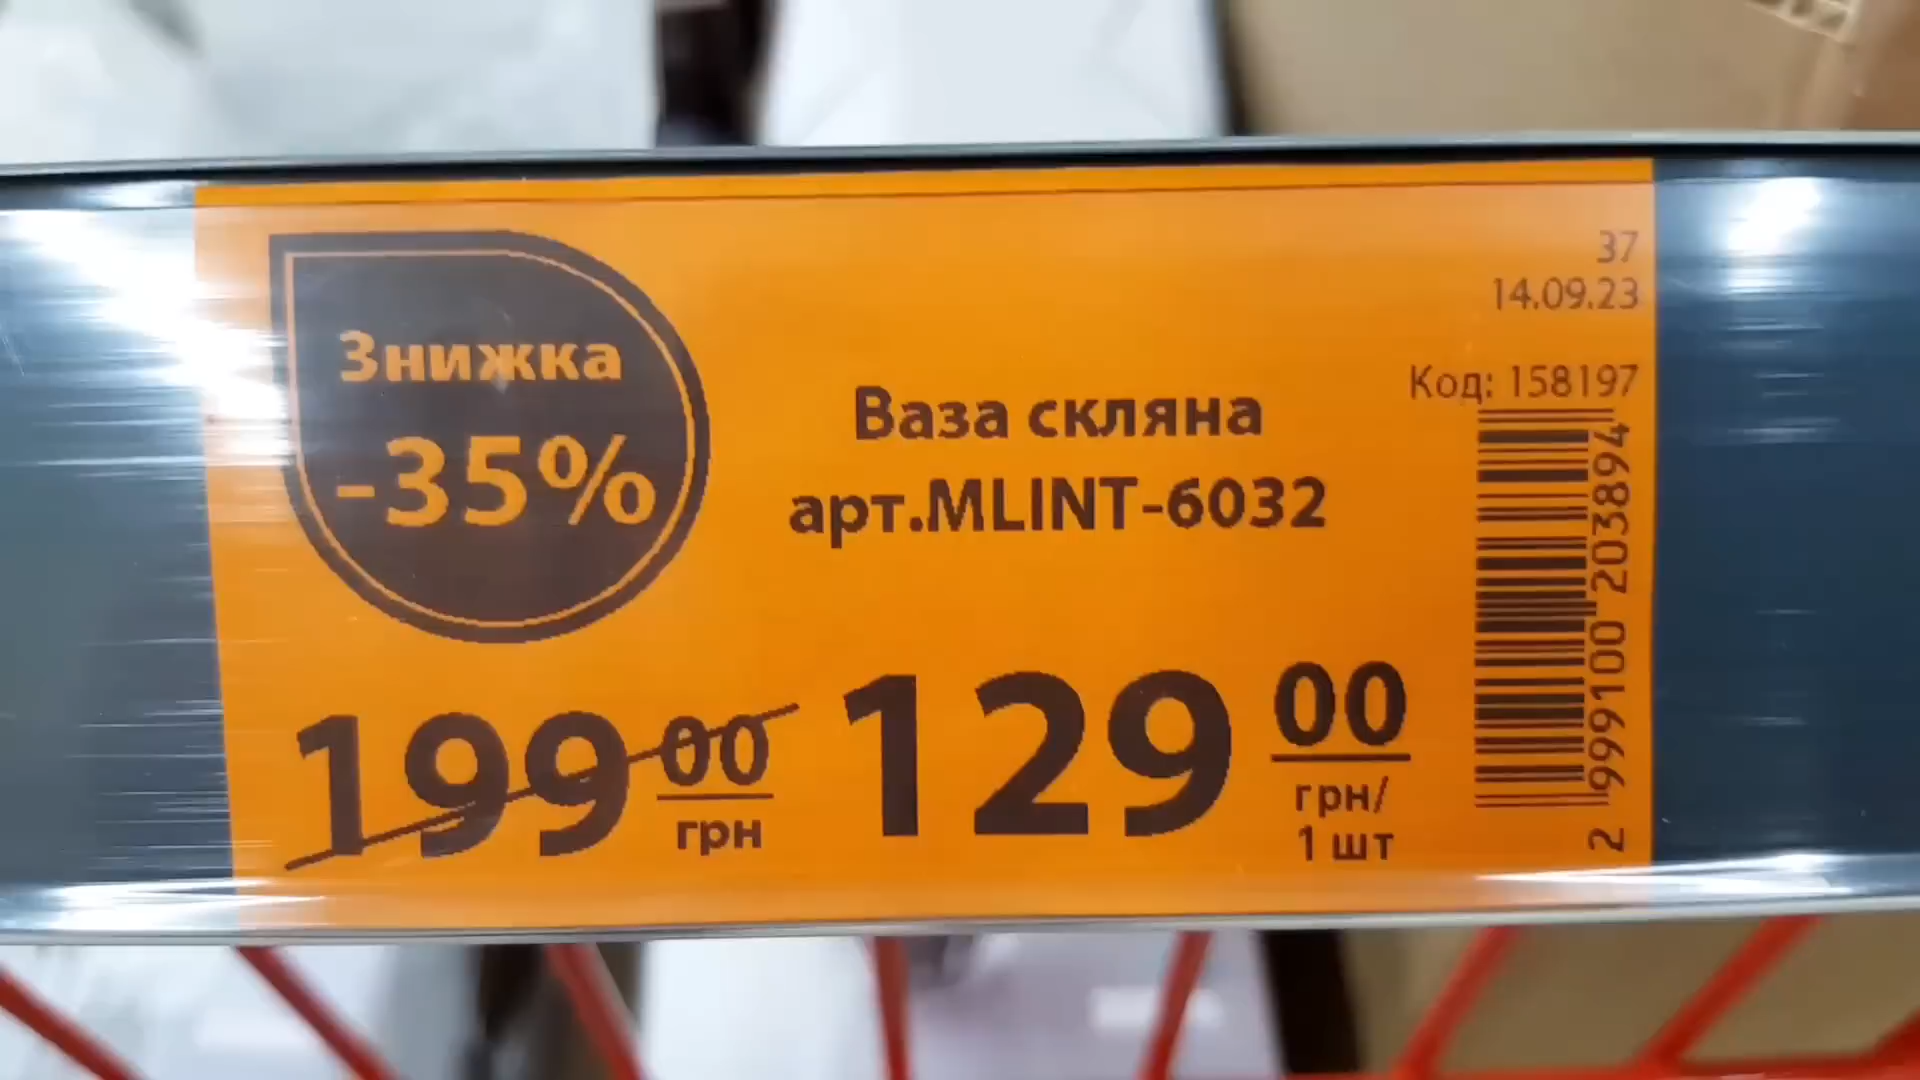 37
14.09.23
Знижка
-35%
Код: 158197
Ваза скляна
арт.MLINT-6032
199 00
грн
129 00
грн/
1 шт
2 999100 203894